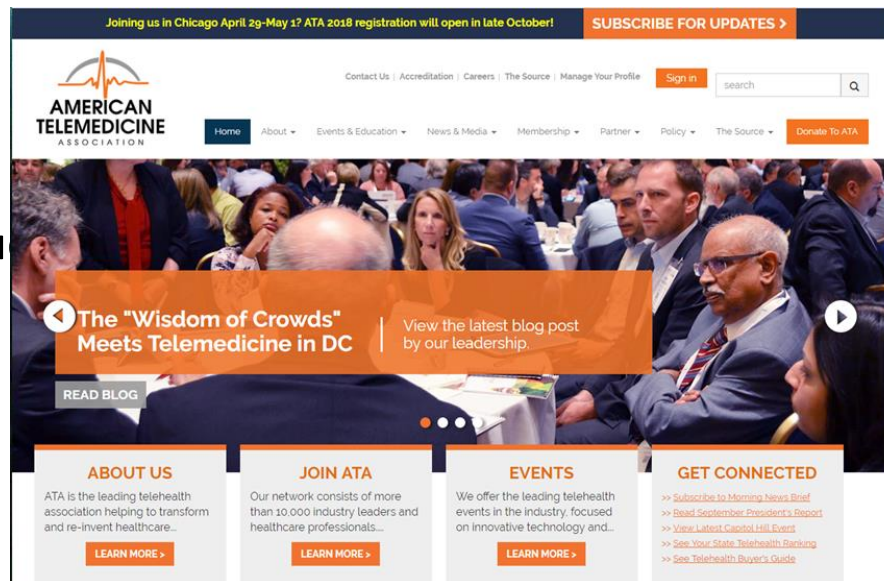 Joining us in Chicago April 29-May 1? ATA 2018 registration will open in late October!
SUBSCRIBE FOR UPDATES >
AMERICAN
TELEMEDICINE
ASSOCIATION
Contact Us | Accreditation | Careers | The Source | Manage Your Profile
Sign in
search
Home
About
Events & Education
News & Media
Membership
Partner
Policy
The Source
Donate To ATA
The "Wisdom of Crowds"
Meets Telemedicine in DC
View the latest blog post
by our leadership.
READ BLOG
ABOUT US
ATA is the leading telehealth
association helping to transform
and re-invent healthcare...
LEARN MORE >
JOIN ATA
Our network consists of more
than 10,000 industry leaders and
healthcare professionals....
LEARN MORE >
EVENTS
We offer the leading telehealth
events in the industry, focused
on innovative technology and...
LEARN MORE >
GET CONNECTED
>> Subscribe to Morning News Brief
>> Read September President's Report
>> View Latest Capitol Hill Event
>> See Your State Telehealth Ranking
>> See Telehealth Buyer's Guide